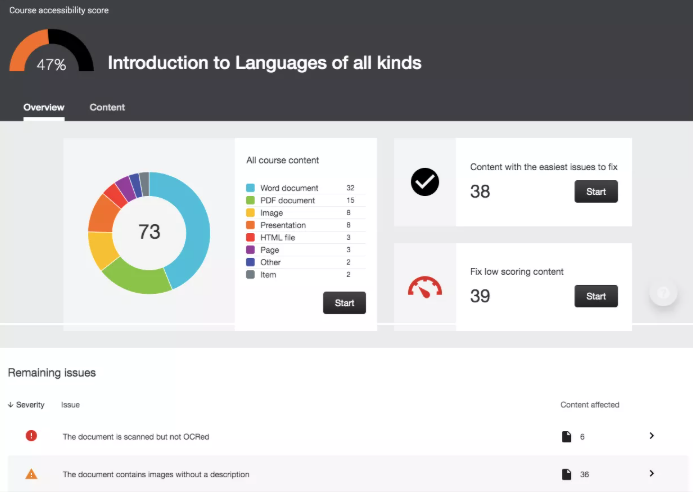 Course accessibility score
47%
Introduction to Languages of all kinds
Overview
Content
73
All course content
Word document 32
PDF document 15
Image 8
Presentation 8
HTML file 3
Page 3
Other 2
Item 2
Start
Content with the easiest issues to fix
38
Start
Fix low scoring content
39
Start
Remaining issues
Severity Issue Content affected
The document is scanned but not OCRed 6
The document contains images without a description 36